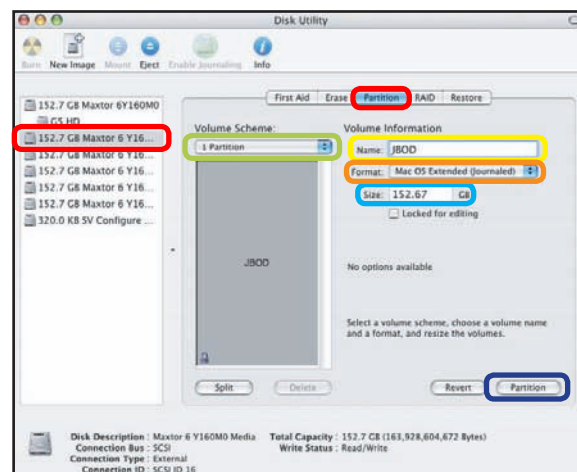 Disk Utility
Burn New Image Mount Eject Enable Journaling Info
First Aid Erase Partition RAID Restore
152.7 GB Maxtor 6Y160M0
G5 HD
152.7 GB Maxtor 6 Y16...
152.7 GB Maxtor 6 Y16...
152.7 GB Maxtor 6 Y16...
152.7 GB Maxtor 6 Y16...
320.0 KB SV Configure ...
Volume Scheme:
1 Partition
JBOD
Split Delete
Volume Information
Name: JBOD
Format: Mac OS Extended (Journaled)
Size: 152.67 GB
Locked for editing
No options available
Select a volume scheme, choose a volume name
and a format, and resize the volumes.
Revert Partition
Disk Description : Maxtor 6 Y160M0 Media Total Capacity : 152.7 GB (163,928,604,672 Bytes)
Connection Bus : SCSI Write Status : Read/Write
Connection Type : External
Connection ID : SCSI ID 16